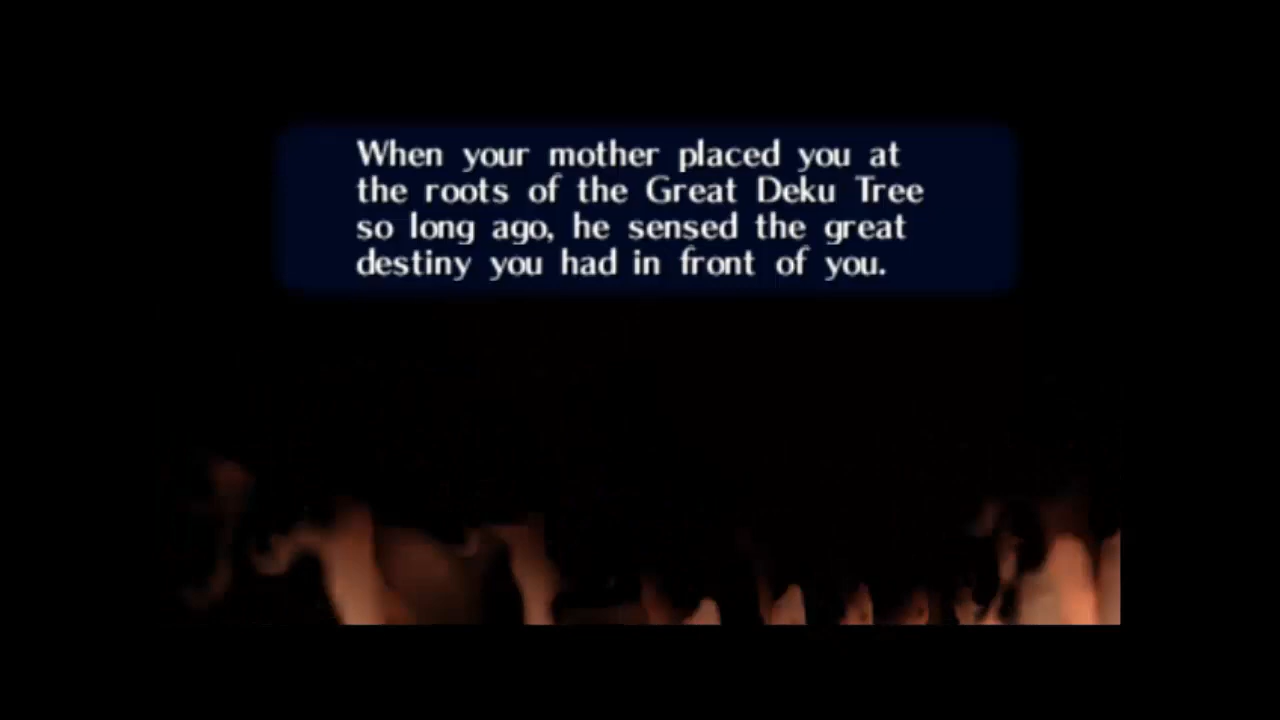 When your mother placed you at
the roots of the Great Deku Tree
so long ago, he sensed the great
destiny you had in front of you.